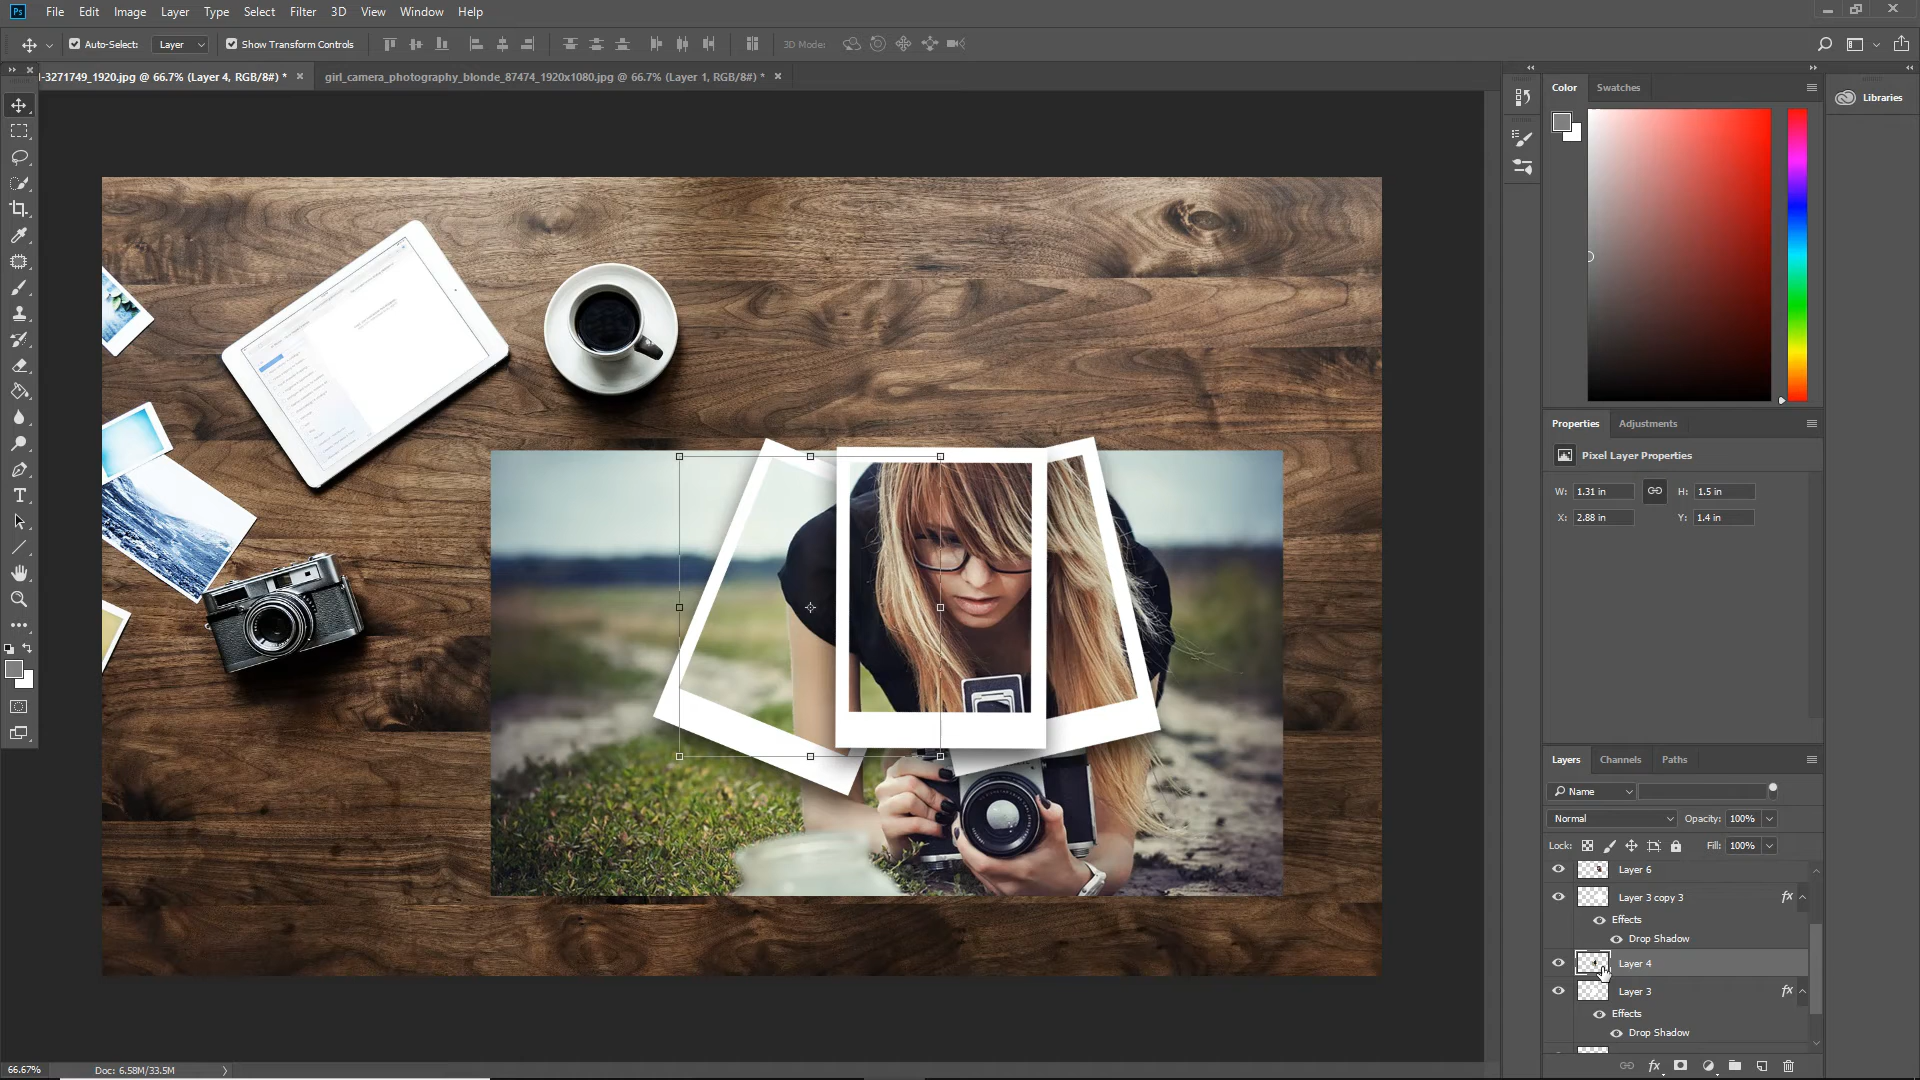 Ps File Edit Image Layer Type Select Filter 3D View Window Help
Auto-Select: Layer Show Transform Controls 3D Mode:
-3271749_1920.jpg @ 66.7% (Layer 4, RGB/8#) * girl_camera_photography_blonde_87474_1920x1080.jpg @ 66.7% (Layer 1, RGB/8#) *
Color Swatches
Libraries
Properties Adjustments
Pixel Layer Properties
W: 1.31 in H: 1.5 in
X: 2.88 in Y: 1.4 in
Layers Channels Paths
Name
Normal Opacity: 100%
Lock: Fill: 100%
Layer 6
Layer 3 copy 3 fx
Effects
Drop Shadow
Layer 4
Layer 3 fx
Effects
Drop Shadow
fx
66.67% Doc: 6.58M/33.5M